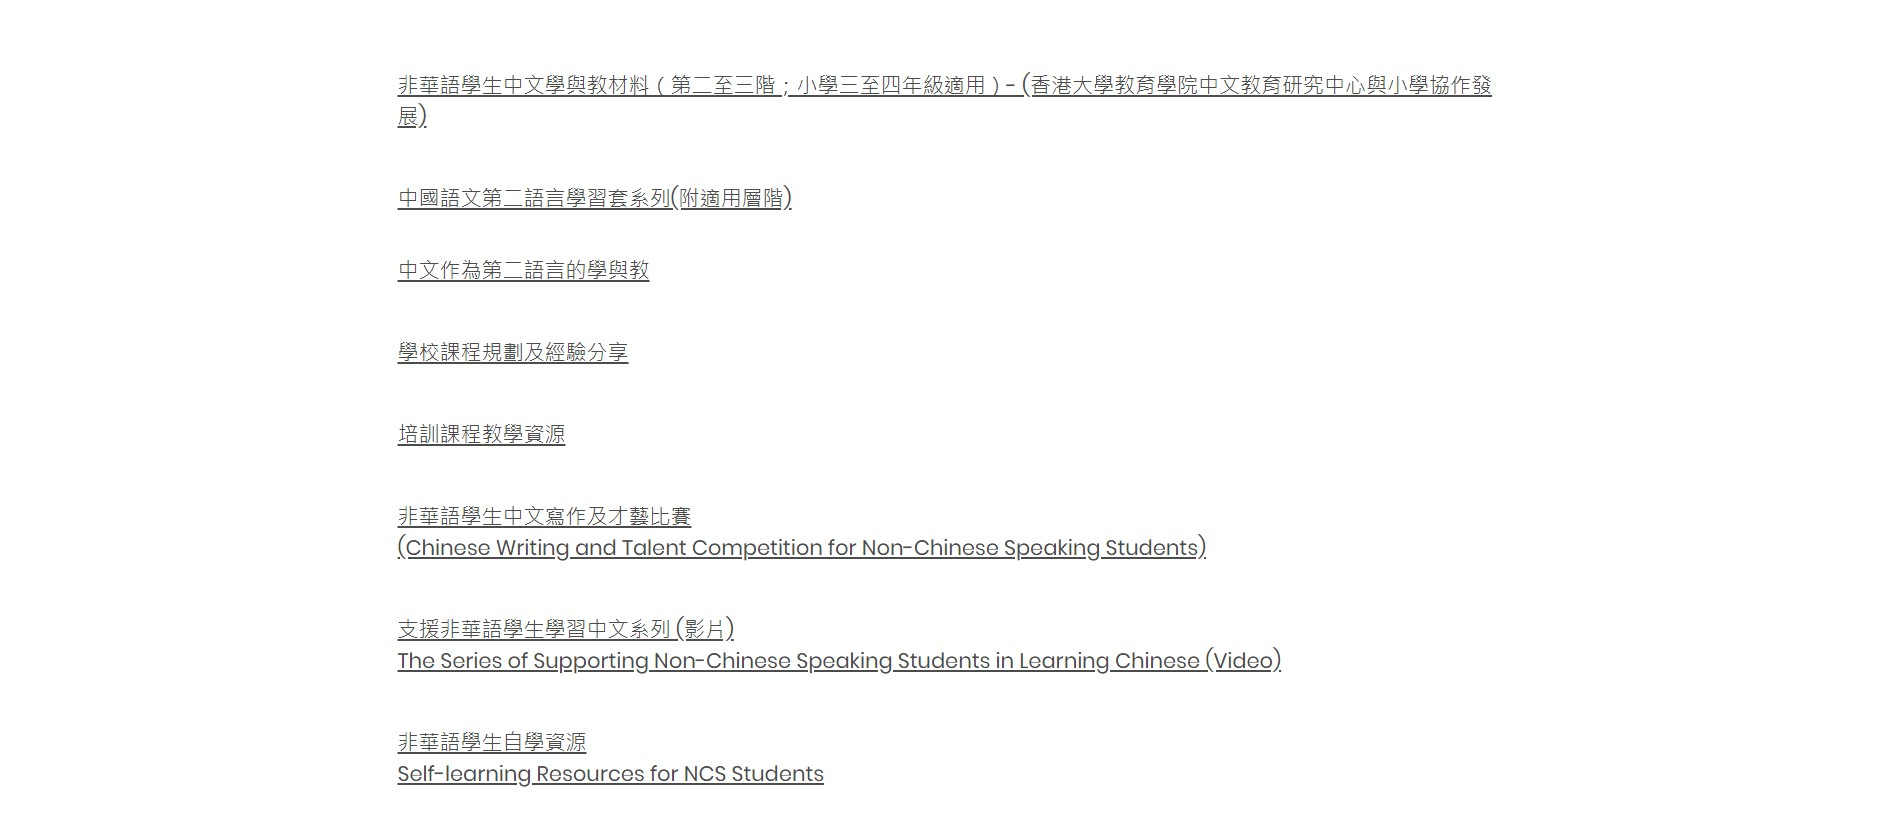 非華語學生中文學與教材料（第二至三階；小學三至四年級適用）- (香港大學教育學院中文教育研究中心與小學協作發
展)
中國語文第二語言學習套系列(附適用層階)
中文作為第二語言的學與教
學校課程規劃及經驗分享
培訓課程教學資源
非華語學生中文寫作及才藝比賽
(Chinese Writing and Talent Competition for Non-Chinese Speaking Students)
支援非華語學生學習中文系列 (影片)
The Series of Supporting Non-Chinese Speaking Students in Learning Chinese (Video)
非華語學生自學資源
Self-learning Resources for NCS Students